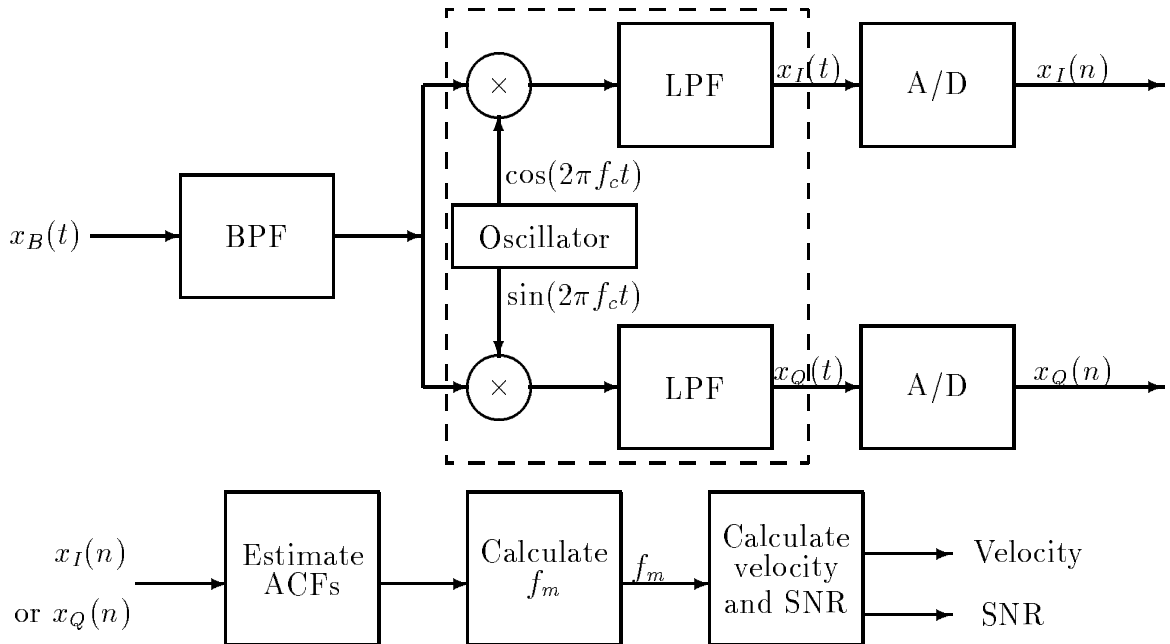 ×
LPF
x_I(t)
A/D
x_I(n)
cos(2πf_ct)
x_B(t)
BPF
Oscillator
sin(2πf_ct)
×
LPF
x_Q(t)
A/D
x_Q(n)
x_I(n)
or x_Q(n)
Estimate
ACFs
Calculate
f_m
f_m
Calculate
velocity
and SNR
Velocity
SNR